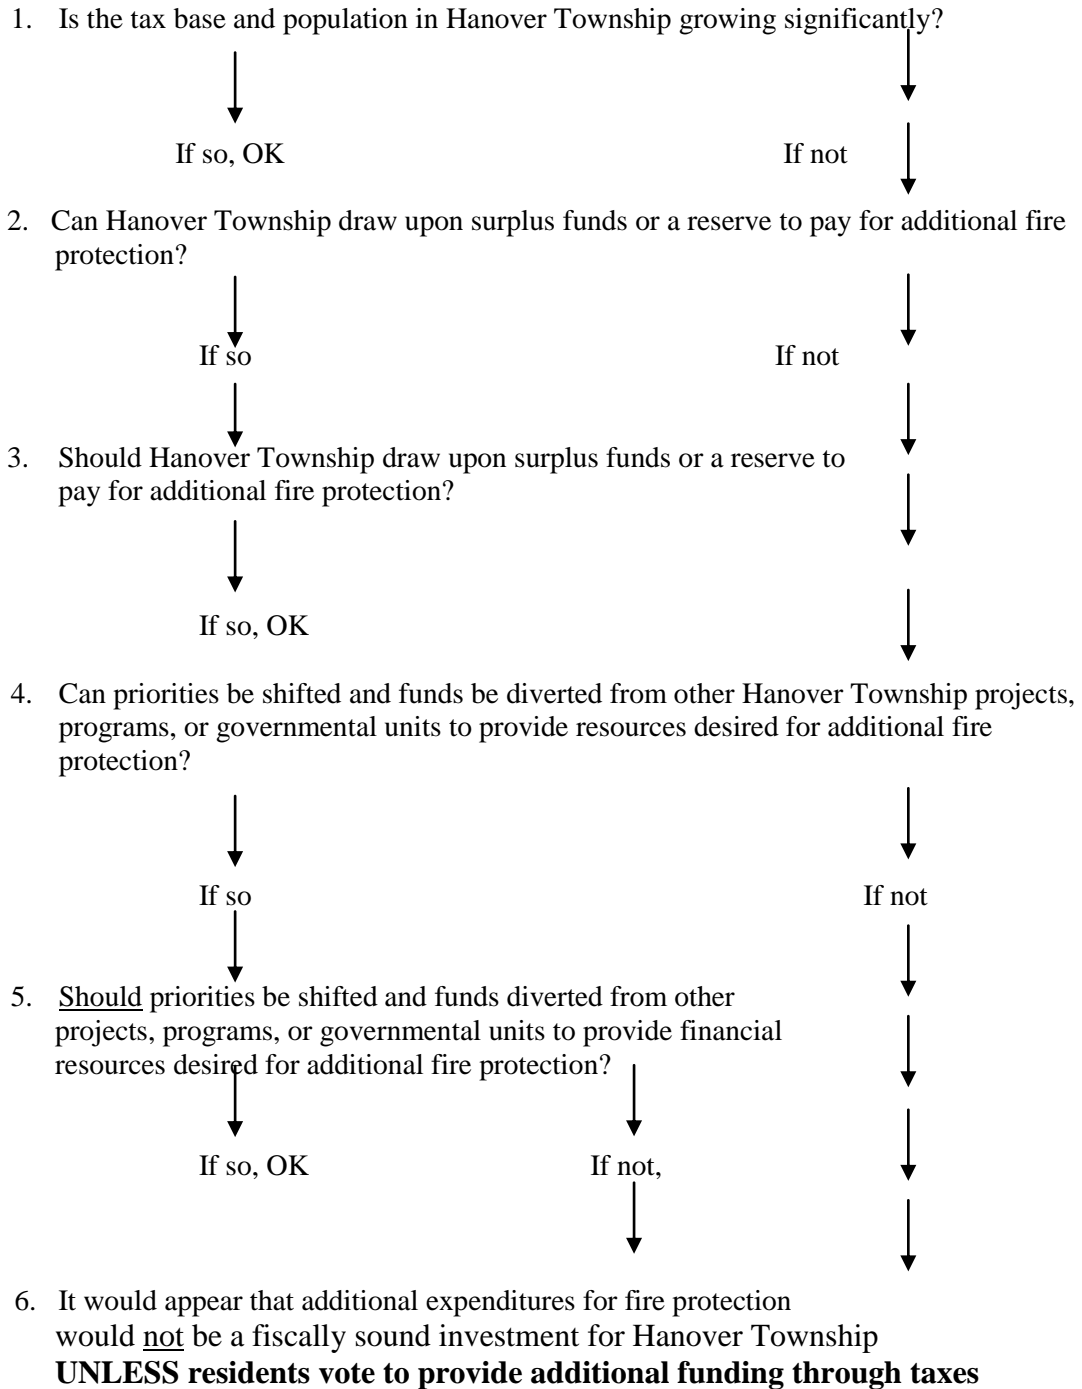 1. Is the tax base and population in Hanover Township growing significantly?
If so, OK If not
2. Can Hanover Township draw upon surplus funds or a reserve to pay for additional fire
protection?
If so If not
3. Should Hanover Township draw upon surplus funds or a reserve to
pay for additional fire protection?
If so, OK
4. Can priorities be shifted and funds be diverted from other Hanover Township projects,
programs, or governmental units to provide resources desired for additional fire
protection?
If so If not
5. Should priorities be shifted and funds diverted from other
projects, programs, or governmental units to provide financial
resources desired for additional fire protection?
If so, OK If not,
6. It would appear that additional expenditures for fire protection
would not be a fiscally sound investment for Hanover Township
UNLESS residents vote to provide additional funding through taxes